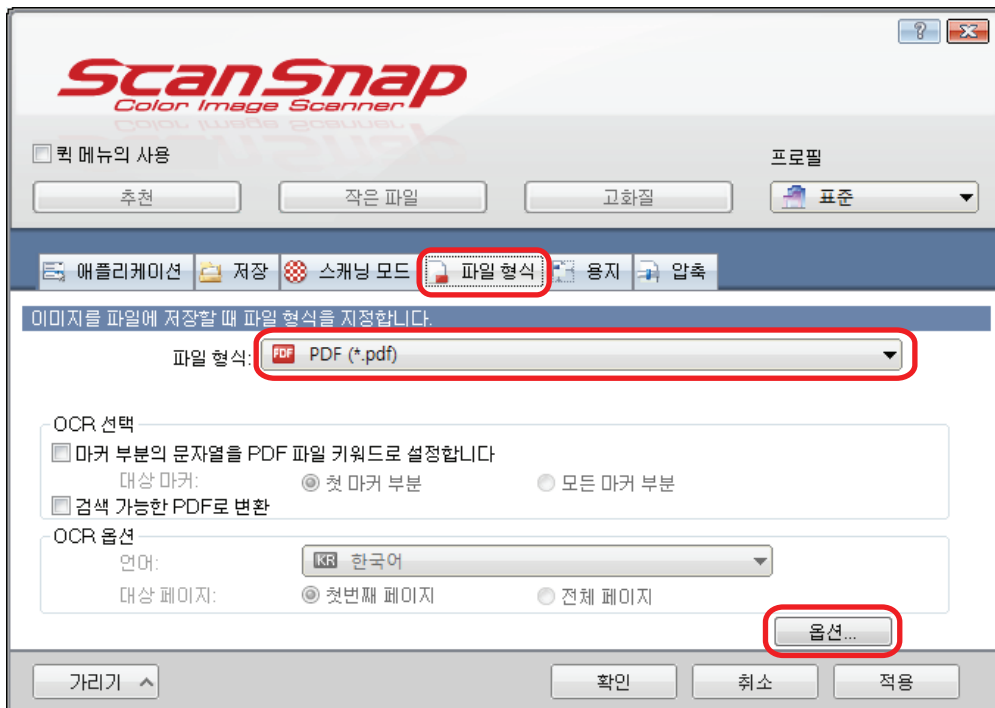 ScanSnap
Color Image Scanner
퀵 메뉴의 사용
프로필
추천 작은 파일 고화질 표준
애플리케이션 저장 스캐닝 모드 파일 형식 용지 압축
이미지를 파일에 저장할 때 파일 형식을 지정합니다.
파일 형식: PDF PDF (*.pdf)
OCR 선택
마커 부분의 문자열을 PDF 파일 키워드로 설정합니다
대상 마커: 첫 마커 부분 모든 마커 부분
검색 가능한 PDF로 변환
OCR 옵션
언어: KR 한국어
대상 페이지: 첫번째 페이지 전체 페이지
옵션...
가리기 확인 취소 적용